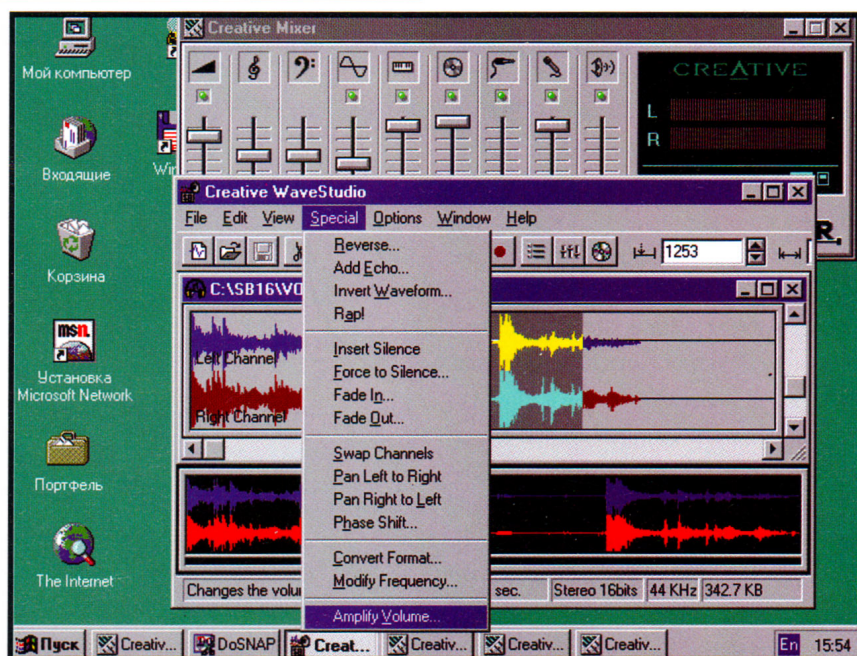 Creative Mixer
Мой компьютер
CREATIVE
L
R
Входящие
Win
Creative WaveStudio
File Edit View Special Options Window Help
R.
1253
Корзина
C:\SB16\VO
Reverse...
Add Echo...
Invert Waveform...
Rap!
Left Channel
Right Channel
Insert Silence
Force to Silence...
Fade In...
Fade Out...
msn.
Установка
Microsoft Network
Swap Channels
Pan Left to Right
Pan Right to Left
Phase Shift...
Портфель
Convert Format...
Modify Frequency...
The Internet
Changes the volu
sec. Stereo 16bits 44 KHz 342.7 KB
Amplify Volume...
Пуск Creativ... DoSNAP Creat... Creativ... Creativ... Creativ... En 15:54